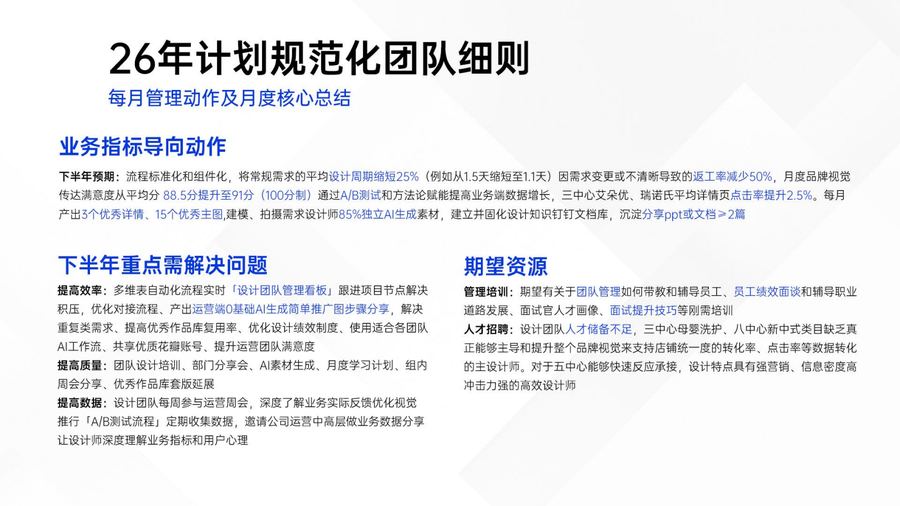 26年计划规范化团队细则
每月管理动作及月度核心总结
业务指标导向动作
下半年预期：流程标准化和组件化，将常规需求的平均设计周期缩短25%（例如从1.5天缩短至1.1天）因需求变更或不清晰导致的返工率减少50%，月度品牌视觉
传达满意度从平均分 88.5分提升至91分（100分制）通过A/B测试和方法论赋能提高业务端数据增长，三中心艾朵优、瑞诺氏平均详情页点击率提升2.5%。每月
产出3个优秀详情、15个优秀主图,建模、拍摄需求设计师85%独立AI生成素材，建立并固化设计知识钉钉文档库，沉淀分享ppt或文档≥2篇
下半年重点需解决问题
提高效率：多维表自动化流程实时「设计团队管理看板」跟进项目节点解决
积压，优化对接流程、产出运营端0基础AI生成简单推广图步骤分享，解决
重复类需求、提高优秀作品库复用率、优化设计绩效制度、使用适合各团队
AI工作流、共享优质花瓣账号、提升运营团队满意度
提高质量：团队设计培训、部门分享会、AI素材生成、月度学习计划、组内
周会分享、优秀作品库套版延展
提高数据：设计团队每周参与运营周会，深度了解业务实际反馈优化视觉
推行「A/B测试流程」定期收集数据，邀请公司运营中高层做业务数据分享
让设计师深度理解业务指标和用户心理
期望资源
管理培训：期望有关于团队管理如何带教和辅导员工、员工绩效面谈和辅导职业
道路发展、面试官人才画像、面试提升技巧等刚需培训
人才招聘：设计团队人才储备不足，三中心母婴洗护、八中心新中式类目缺乏真
正能够主导和提升整个品牌视觉来支持店铺统一度的转化率、点击率等数据转化
的主设计师。对于五中心能够快速反应承接，设计特点具有强营销、信息密度高
冲击力强的高效设计师